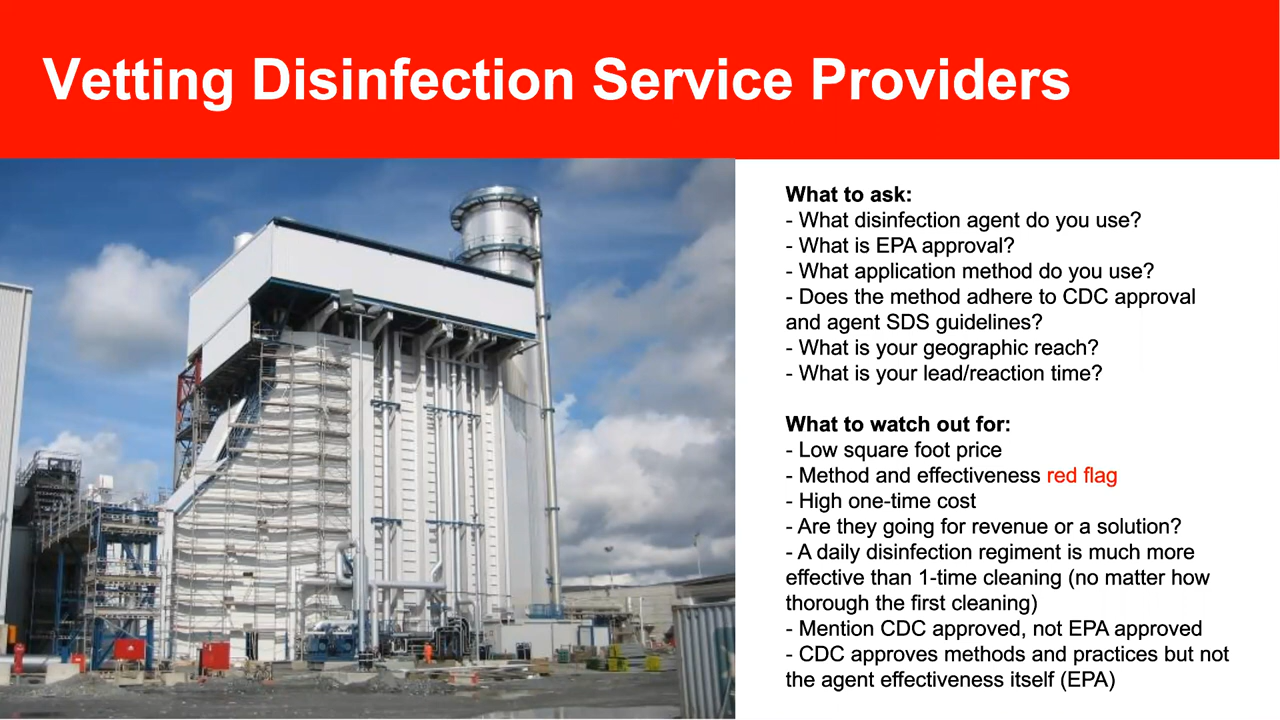 Vetting Disinfection Service Providers
What to ask:
- What disinfection agent do you use?
- What is EPA approval?
- What application method do you use?
- Does the method adhere to CDC approval
and agent SDS guidelines?
- What is your geographic reach?
- What is your lead/reaction time?
What to watch out for:
- Low square foot price
- Method and effectiveness red flag
- High one-time cost
- Are they going for revenue or a solution?
- A daily disinfection regiment is much more
effective than 1-time cleaning (no matter how
thorough the first cleaning)
- Mention CDC approved, not EPA approved
- CDC approves methods and practices but not
the agent effectiveness itself (EPA)